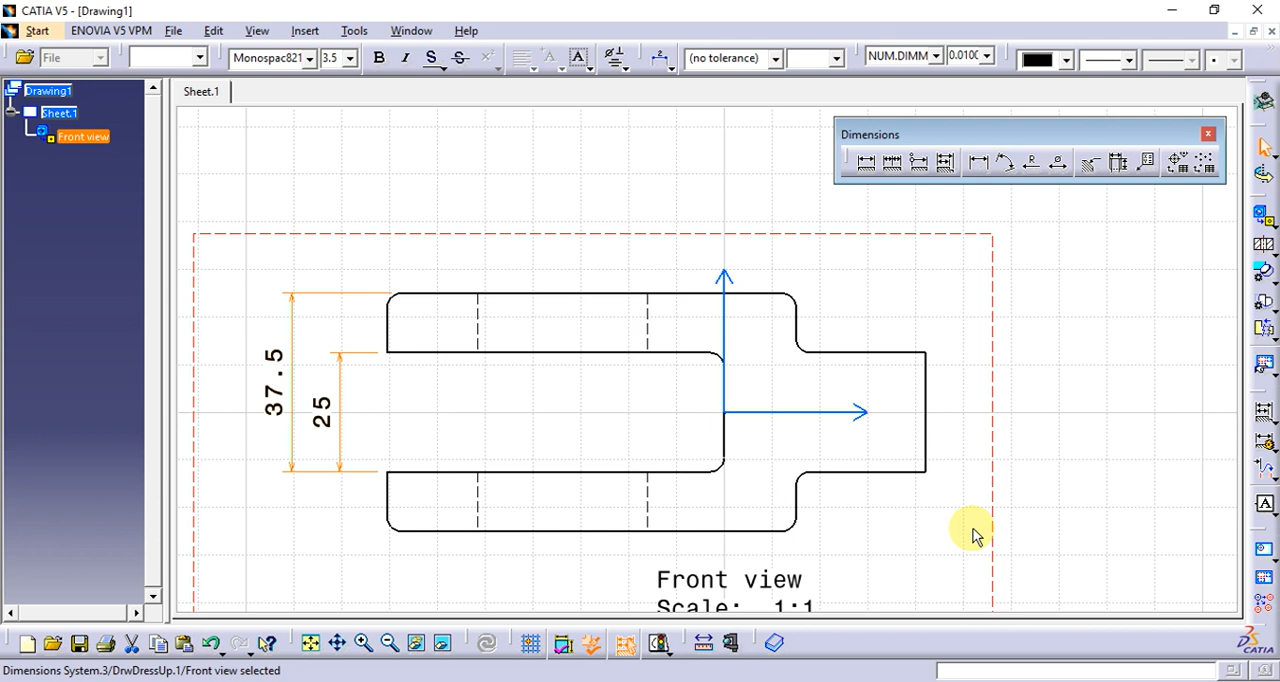 CATIA V5 - [Drawing1]
Start ENOVIA V5 VPM File Edit View Insert Tools Window Help
File Monospac821 3.5 B I S S (no tolerance) NUM.DIMM 0.010
Drawing1
Sheet.1
Front view
Sheet.1
Dimensions
37.5
25
Front view
Scale: 1:1
CATIA
Dimensions System.3/DrwDressUp.1/Front view selected